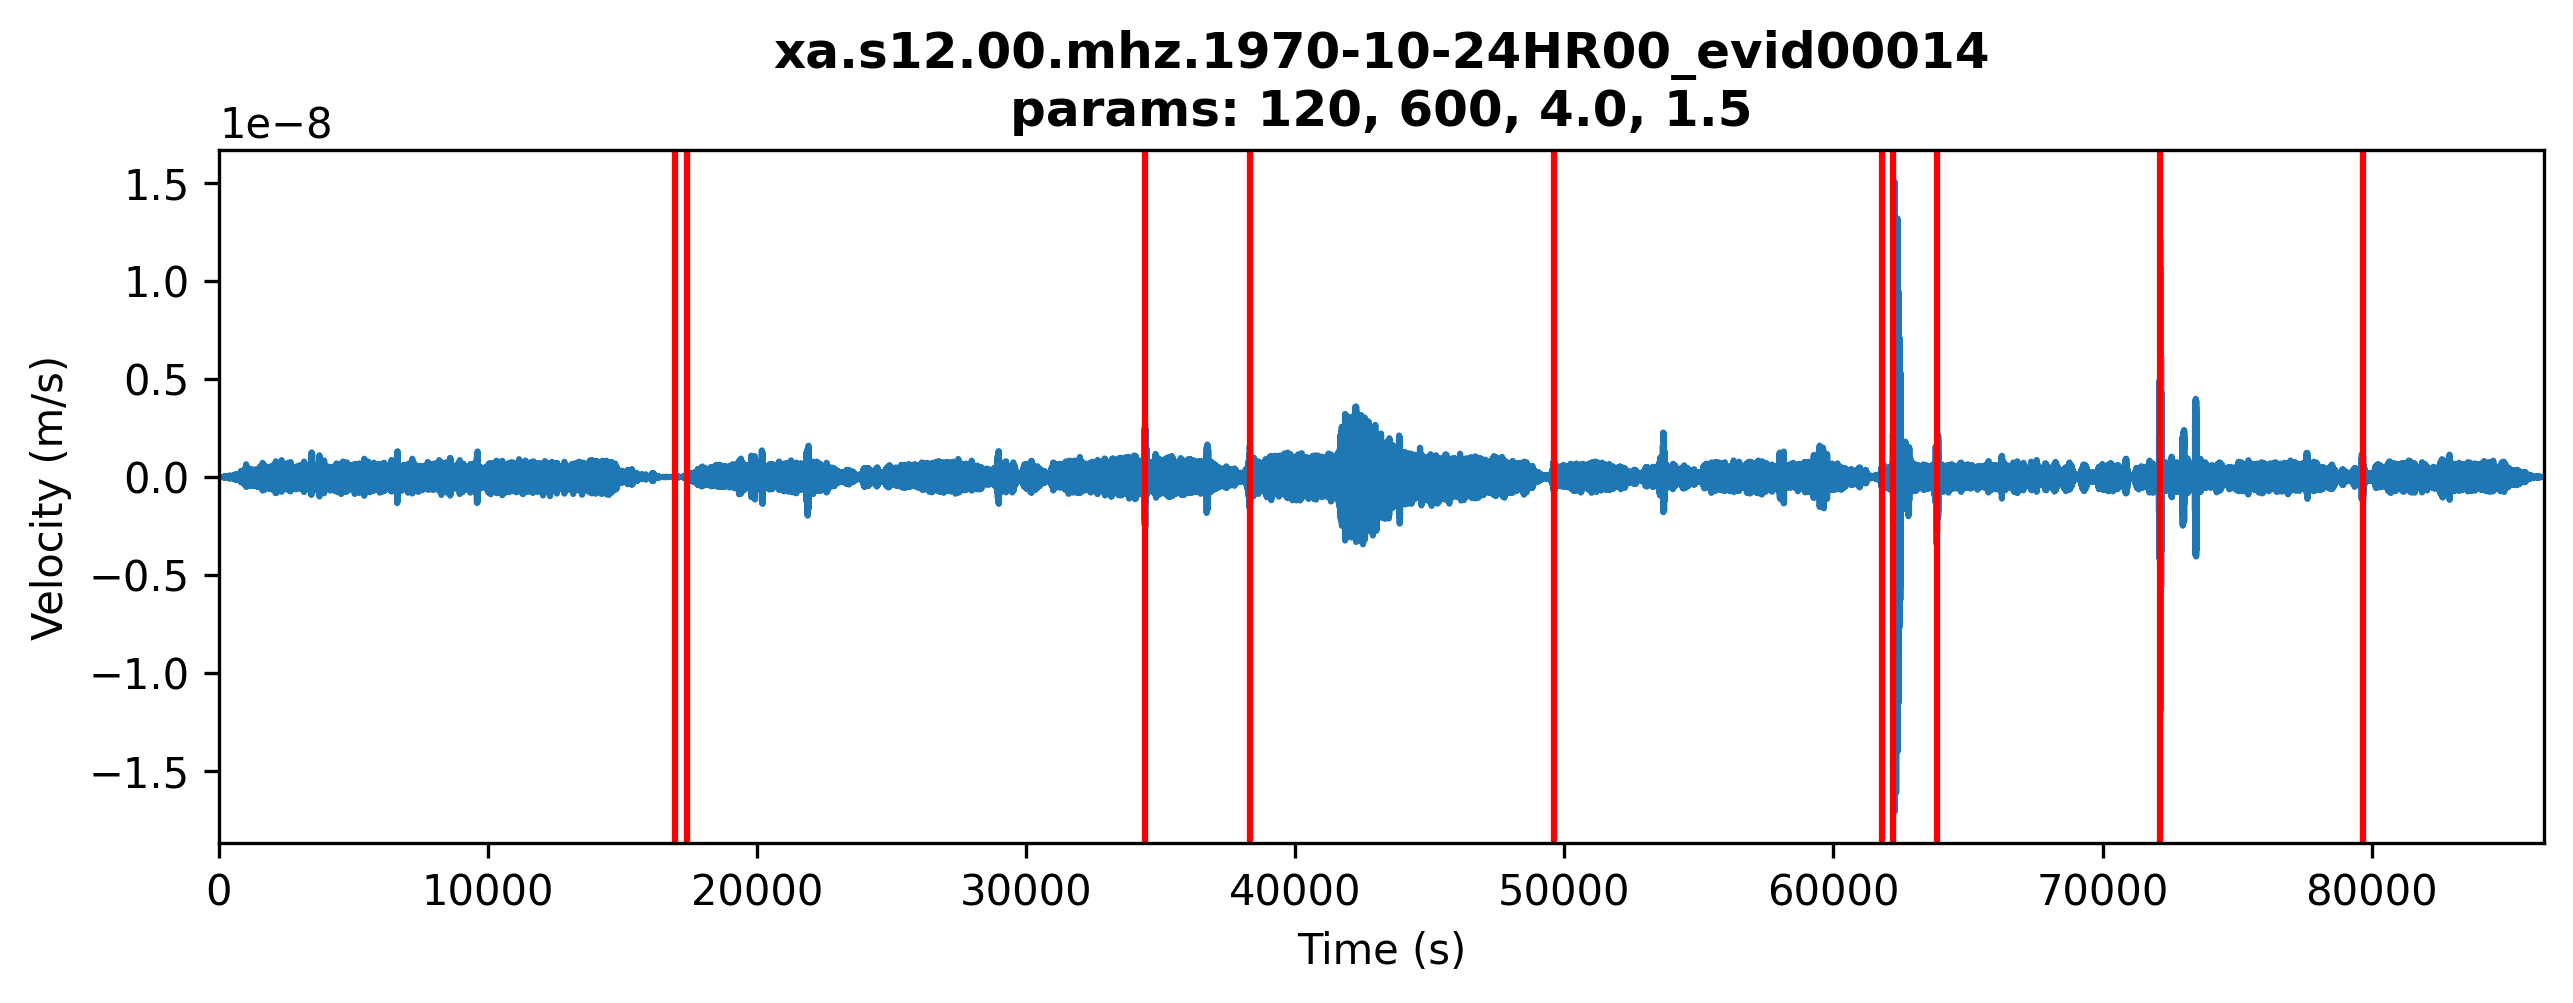 xa.s12.00.mhz.1970-10-24HR00_evid00014
params: 120, 600, 4.0, 1.5
1e−8
1.5
1.0
0.5
0.0
−0.5
−1.0
−1.5
Velocity (m/s)
0 10000 20000 30000 40000 50000 60000 70000 80000
Time (s)